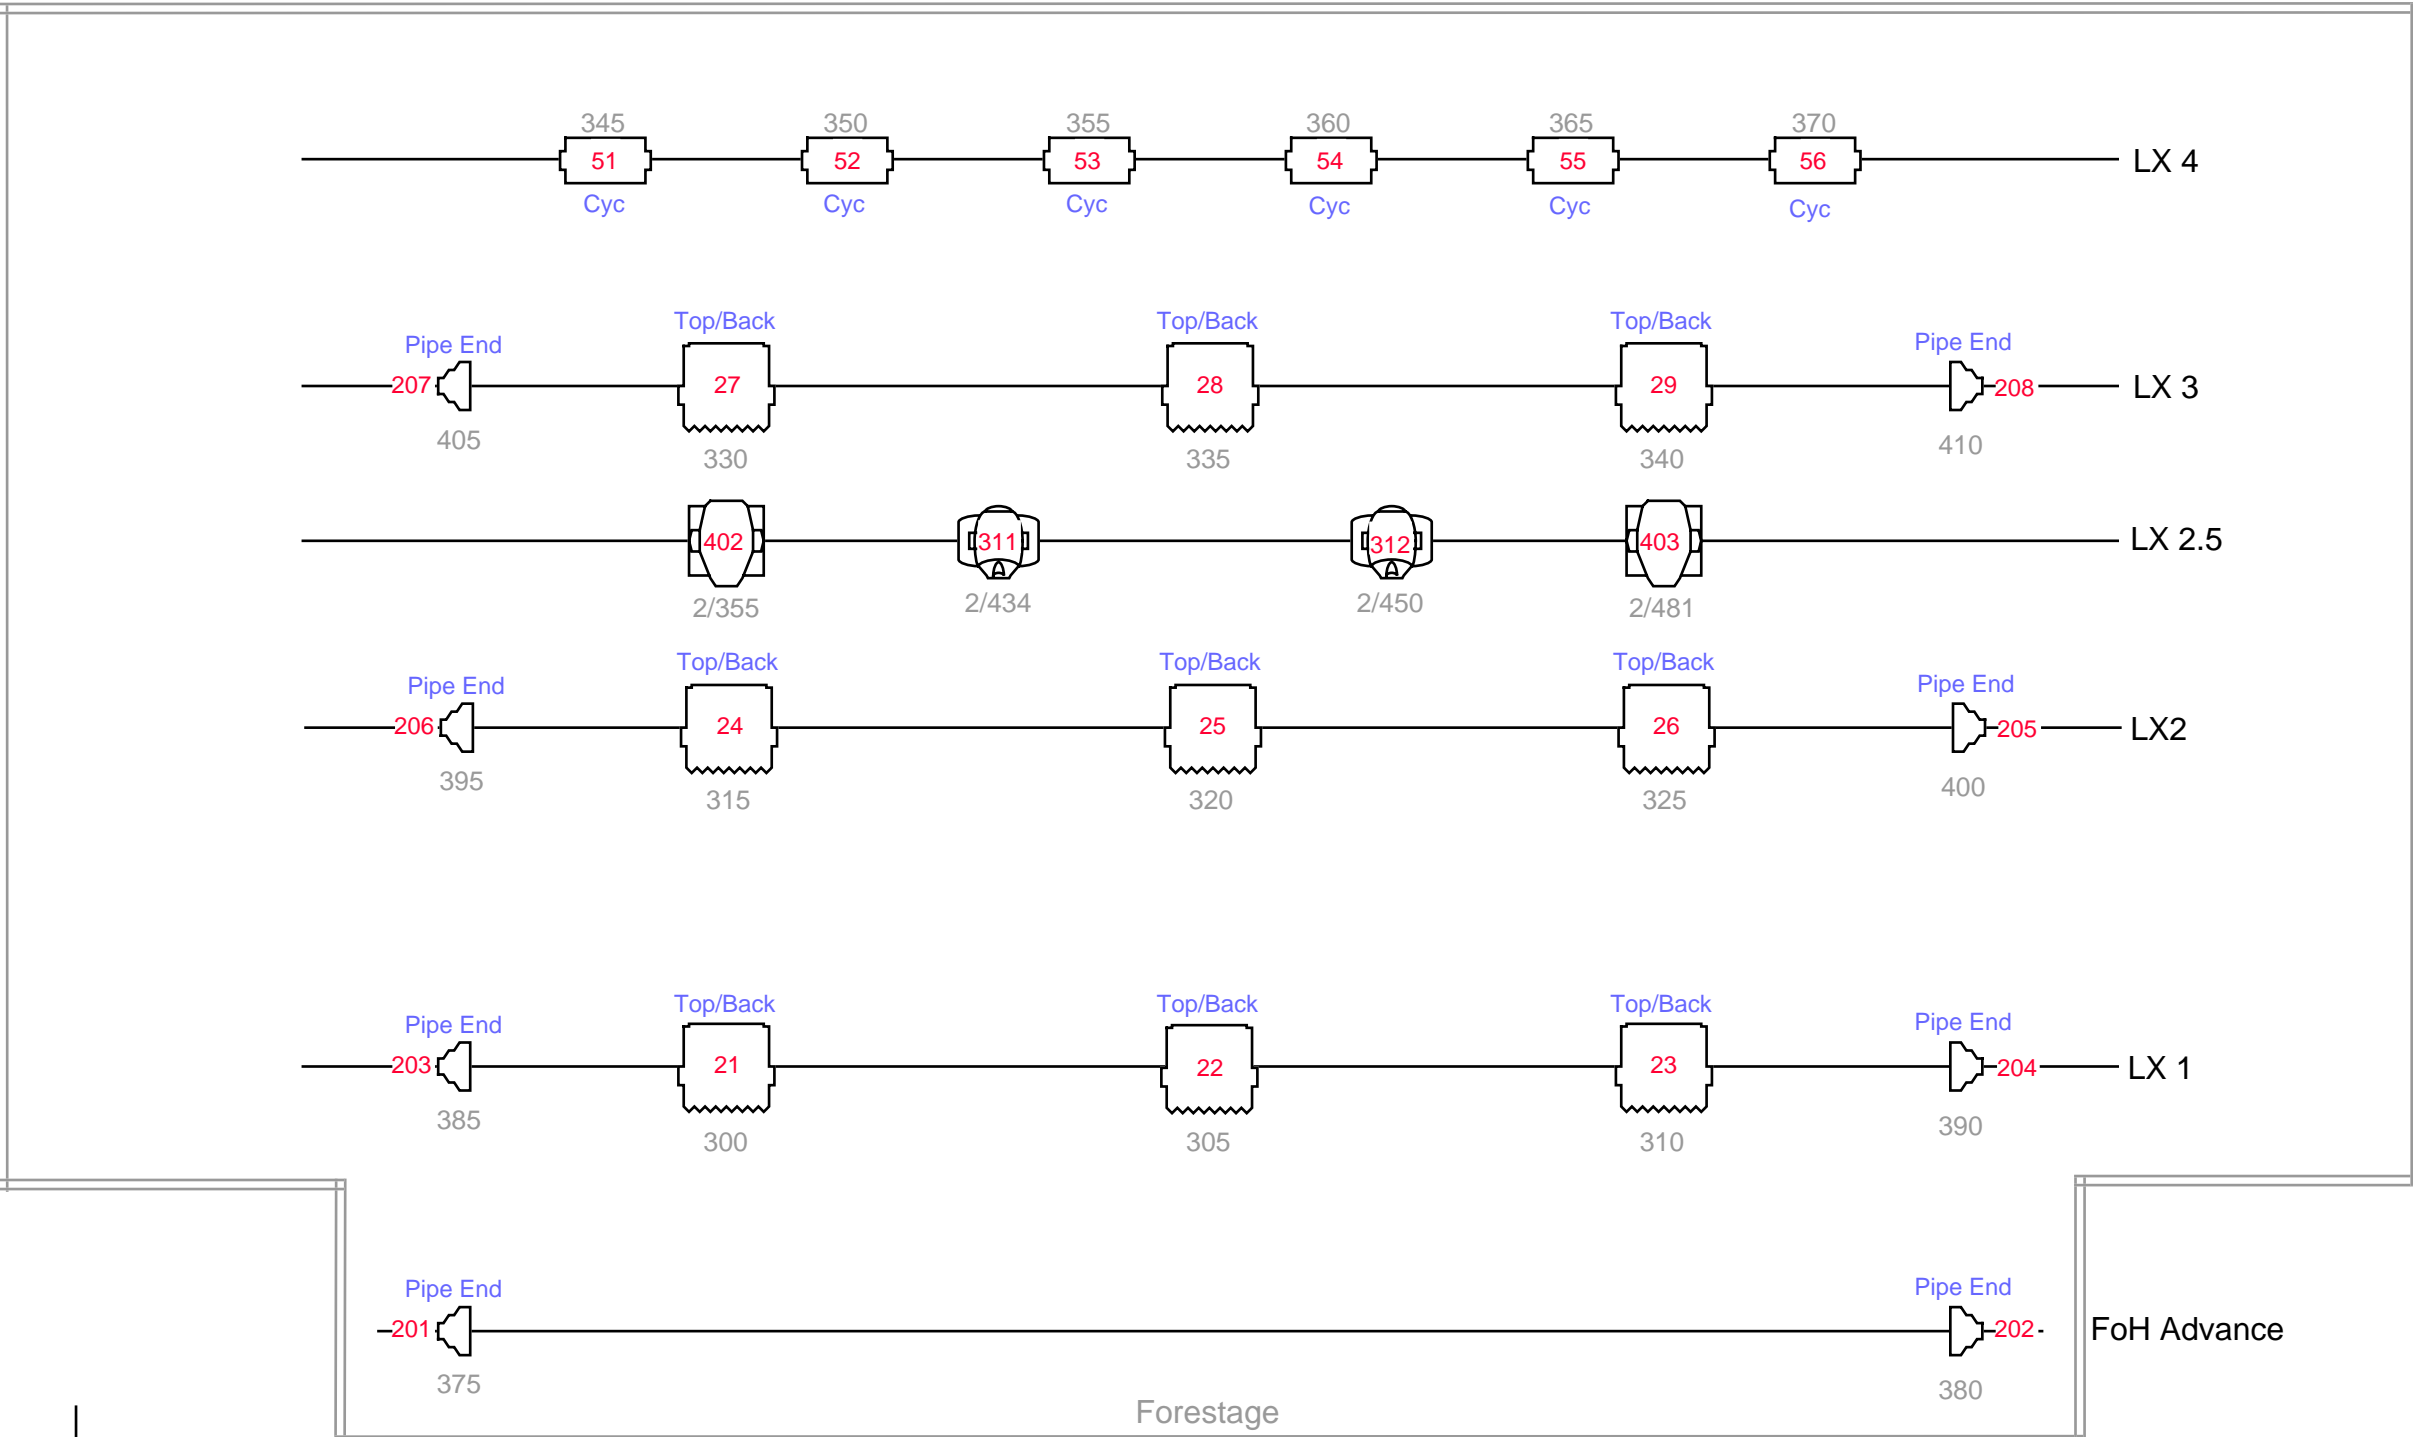 345 350 355 360 365 370
51 52 53 54 55 56 LX 4
Cyc Cyc Cyc Cyc Cyc Cyc
Top/Back Top/Back Top/Back
Pipe End Pipe End
207 27 28 29 208 LX 3
405 410
330 335 340
402 311 312 403 LX 2.5
2/355 2/434 2/450 2/481
Top/Back Top/Back Top/Back
Pipe End Pipe End
206 24 25 26 205 LX2
395 400
315 320 325
Top/Back Top/Back Top/Back
Pipe End Pipe End
203 21 22 23 204 LX 1
385 390
300 305 310
Pipe End Pipe End
201 202 FoH Advance
375 380
Forestage